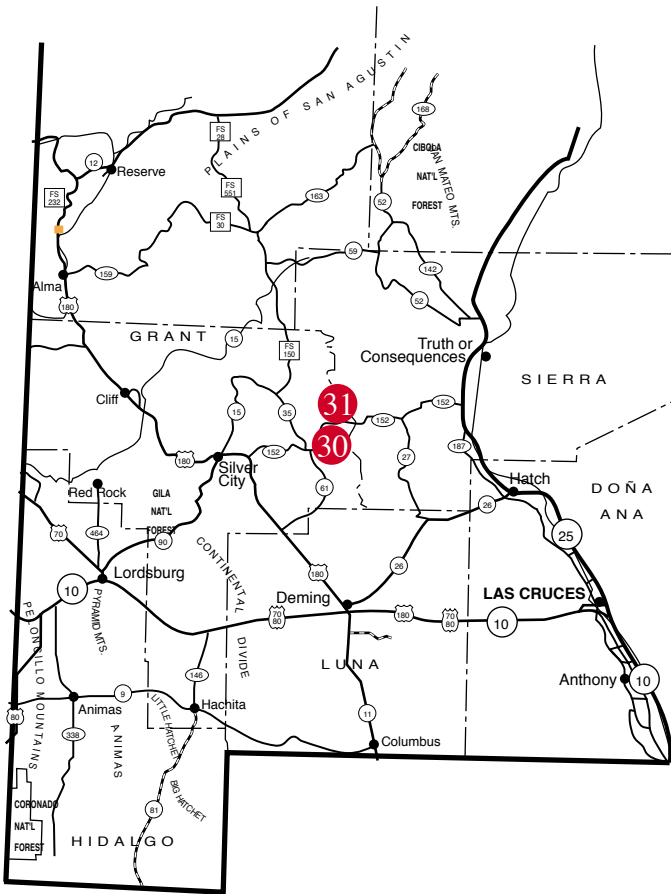 PLAINS OF SAN AGUSTIN
168
FS
28
CIBOLA
NAT'L
FOREST
SAN MATEO MTS.
12
Reserve
FS
232
FS
551
163
52
FS
30
59
142
Alma
159
52
180
GRANT
15
Truth or
Consequences
FS
150
SIERRA
Cliff
31
15
35
152
152
30
187
180
Silver
City
152
27
Red Rock
GILA
NAT'L
FOREST
61
Hatch
DOÑA
ANA
26
70
464
90
CONTINENTAL
DIVIDE
25
Lordsburg
180
26
10
PYRAMID MTS.
Deming
LAS CRUCES
70
80
180
70
80
10
PELONCILLO MOUNTAINS
LUNA
146
Anthony
10
80
Animas
9
Hachita
LITTLE HATCHET
11
338
ANIMAS
Columbus
BIG HATCHET
CORONADO
NAT'L
FOREST
81
HIDALGO